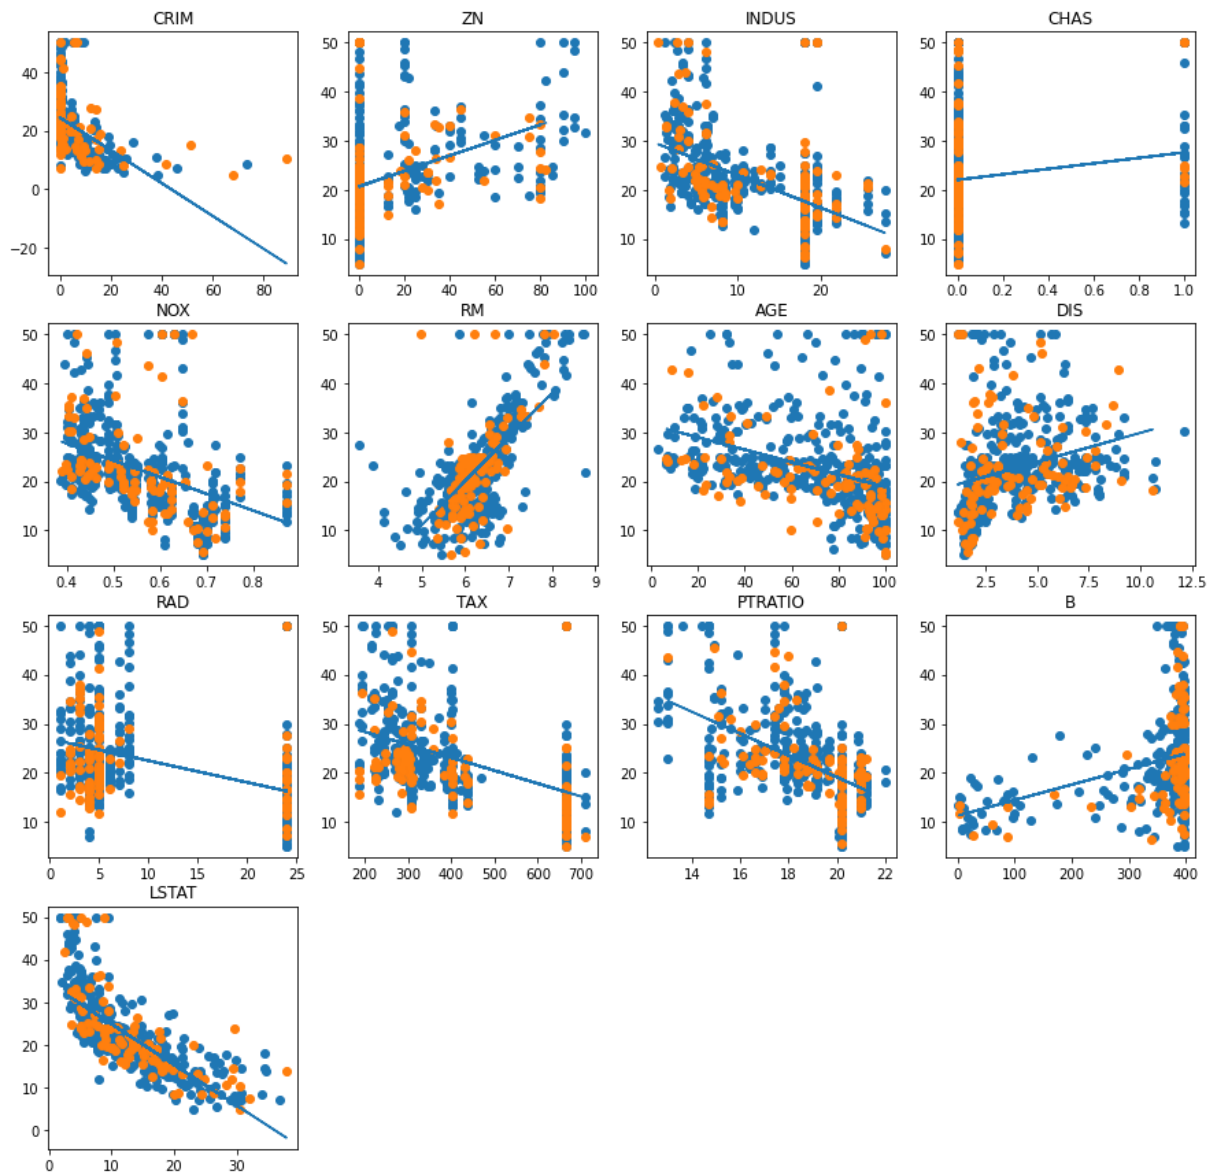 CRIM ZN INDUS CHAS
40 20 0 −20
0 20 40 60 80
50 40 30 20 10
0 20 40 60 80 100
50 40 30 20 10
0 10 20
50 40 30 20 10
0.0 0.2 0.4 0.6 0.8 1.0
NOX RM AGE DIS
50 40 30 20 10
0.4 0.5 0.6 0.7 0.8
50 40 30 20 10
4 5 6 7 8 9
50 40 30 20 10
0 20 40 60 80 100
50 40 30 20 10
2.5 5.0 7.5 10.0 12.5
RAD TAX PTRATIO B
50 40 30 20 10
0 5 10 15 20 25
50 40 30 20 10
200 300 400 500 600 700
50 40 30 20 10
14 16 18 20 22
50 40 30 20 10
0 100 200 300 400
LSTAT
50 40 30 20 10 0
0 10 20 30